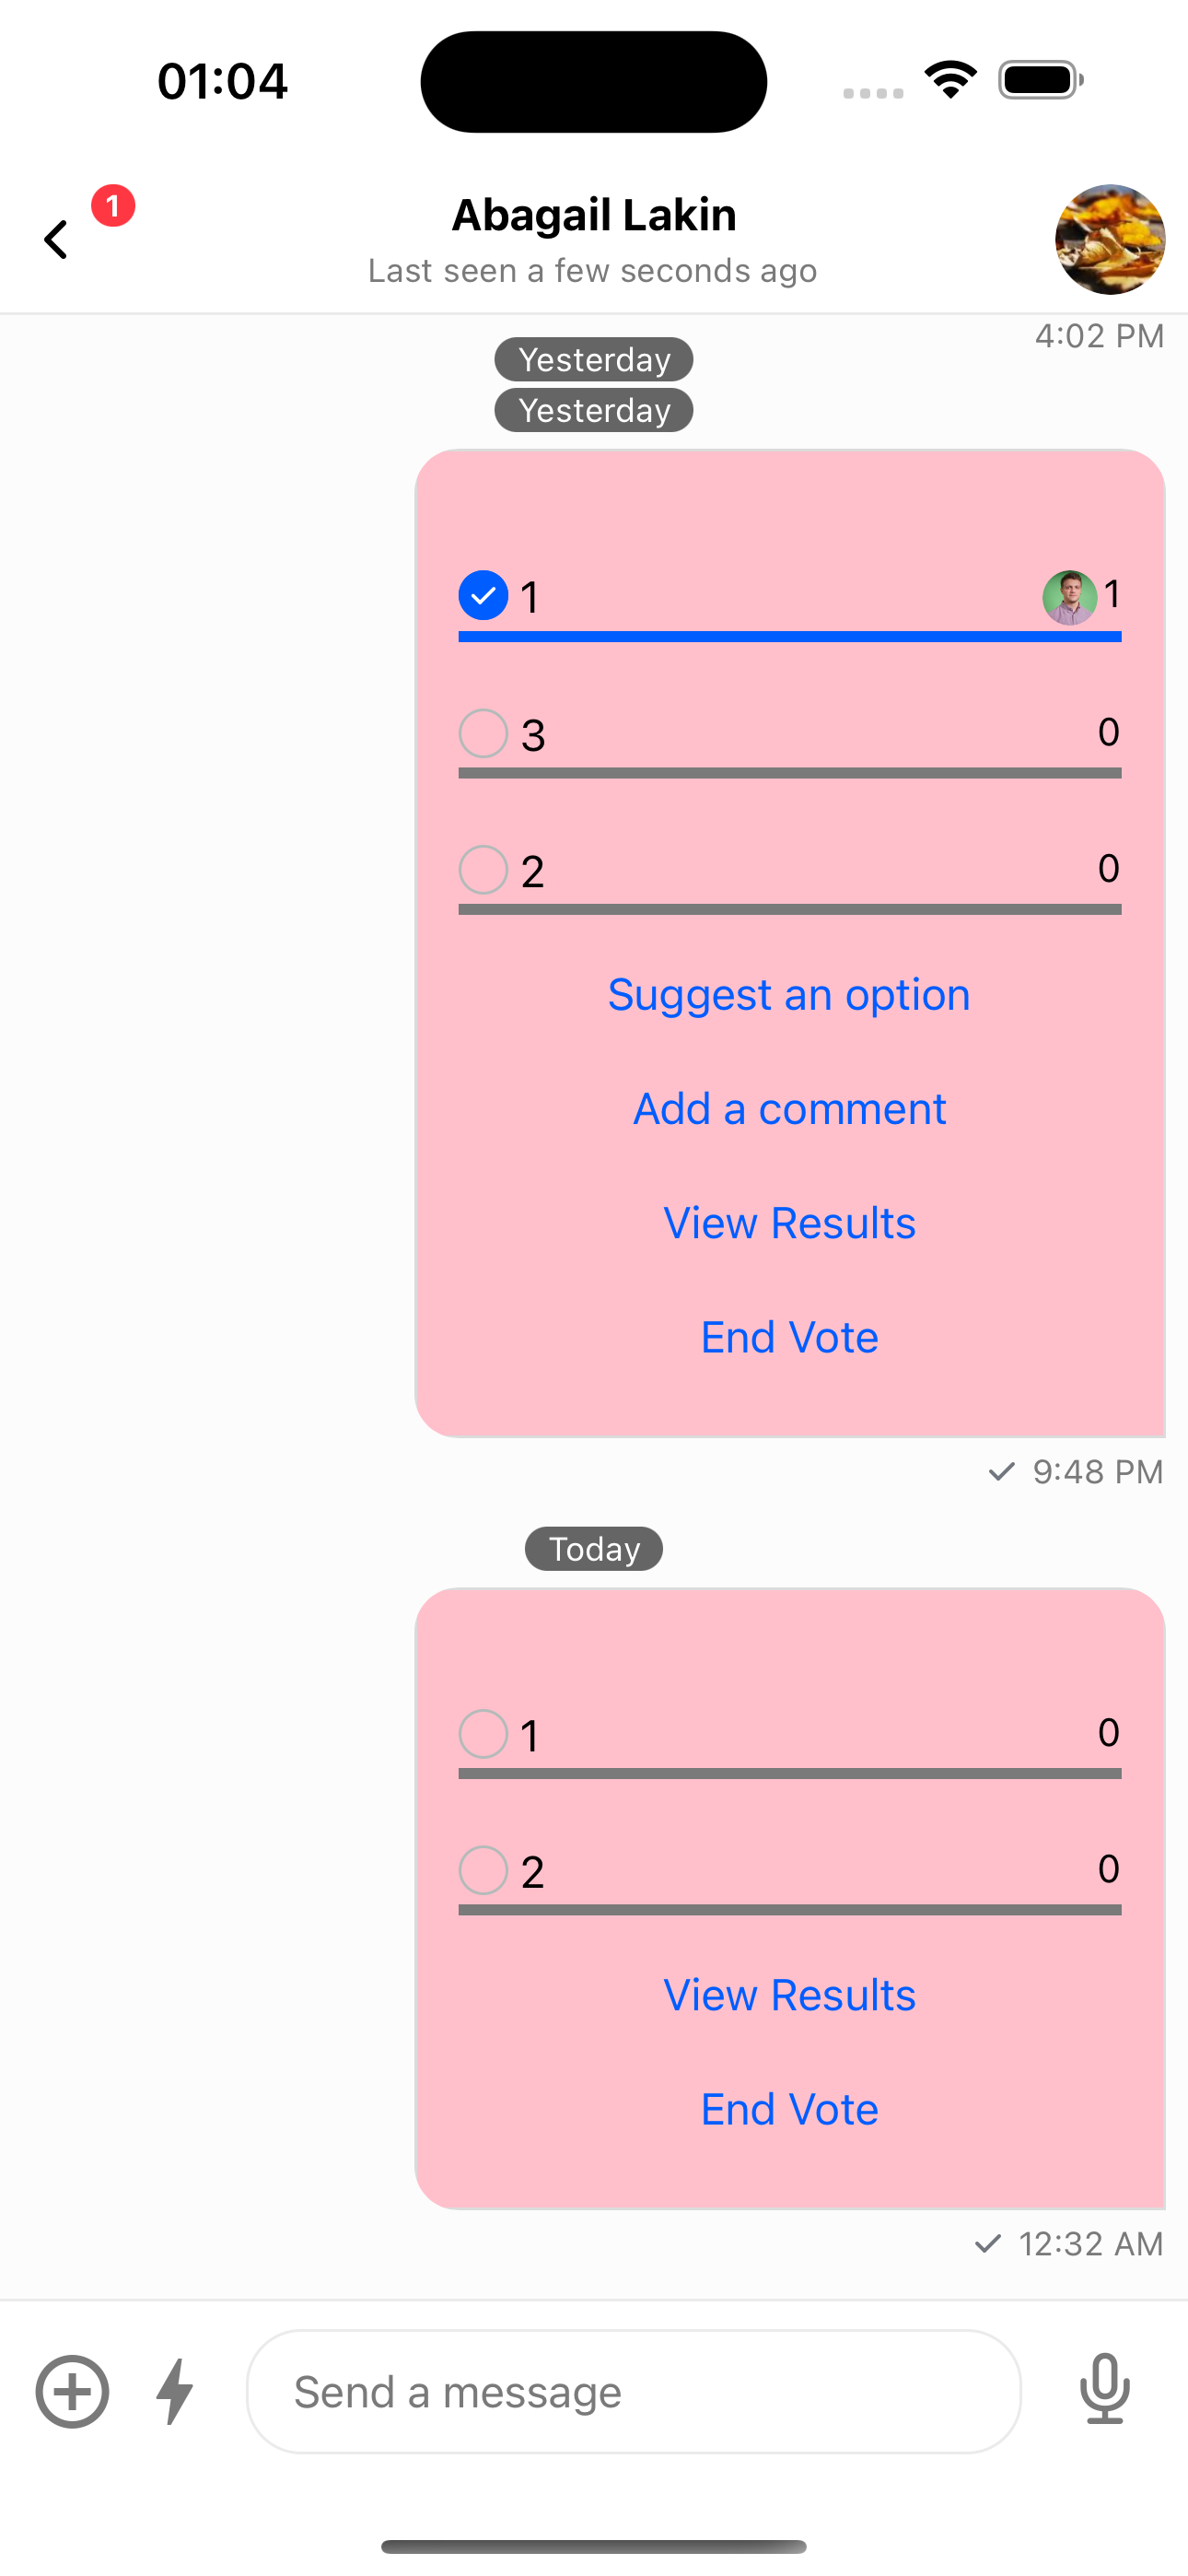 01:04
1
Abagail Lakin
Last seen a few seconds ago
4:02 PM
Yesterday
Yesterday
1 1
3 0
2 0
Suggest an option
Add a comment
View Results
End Vote
9:48 PM
Today
1 0
2 0
View Results
End Vote
12:32 AM
Send a message